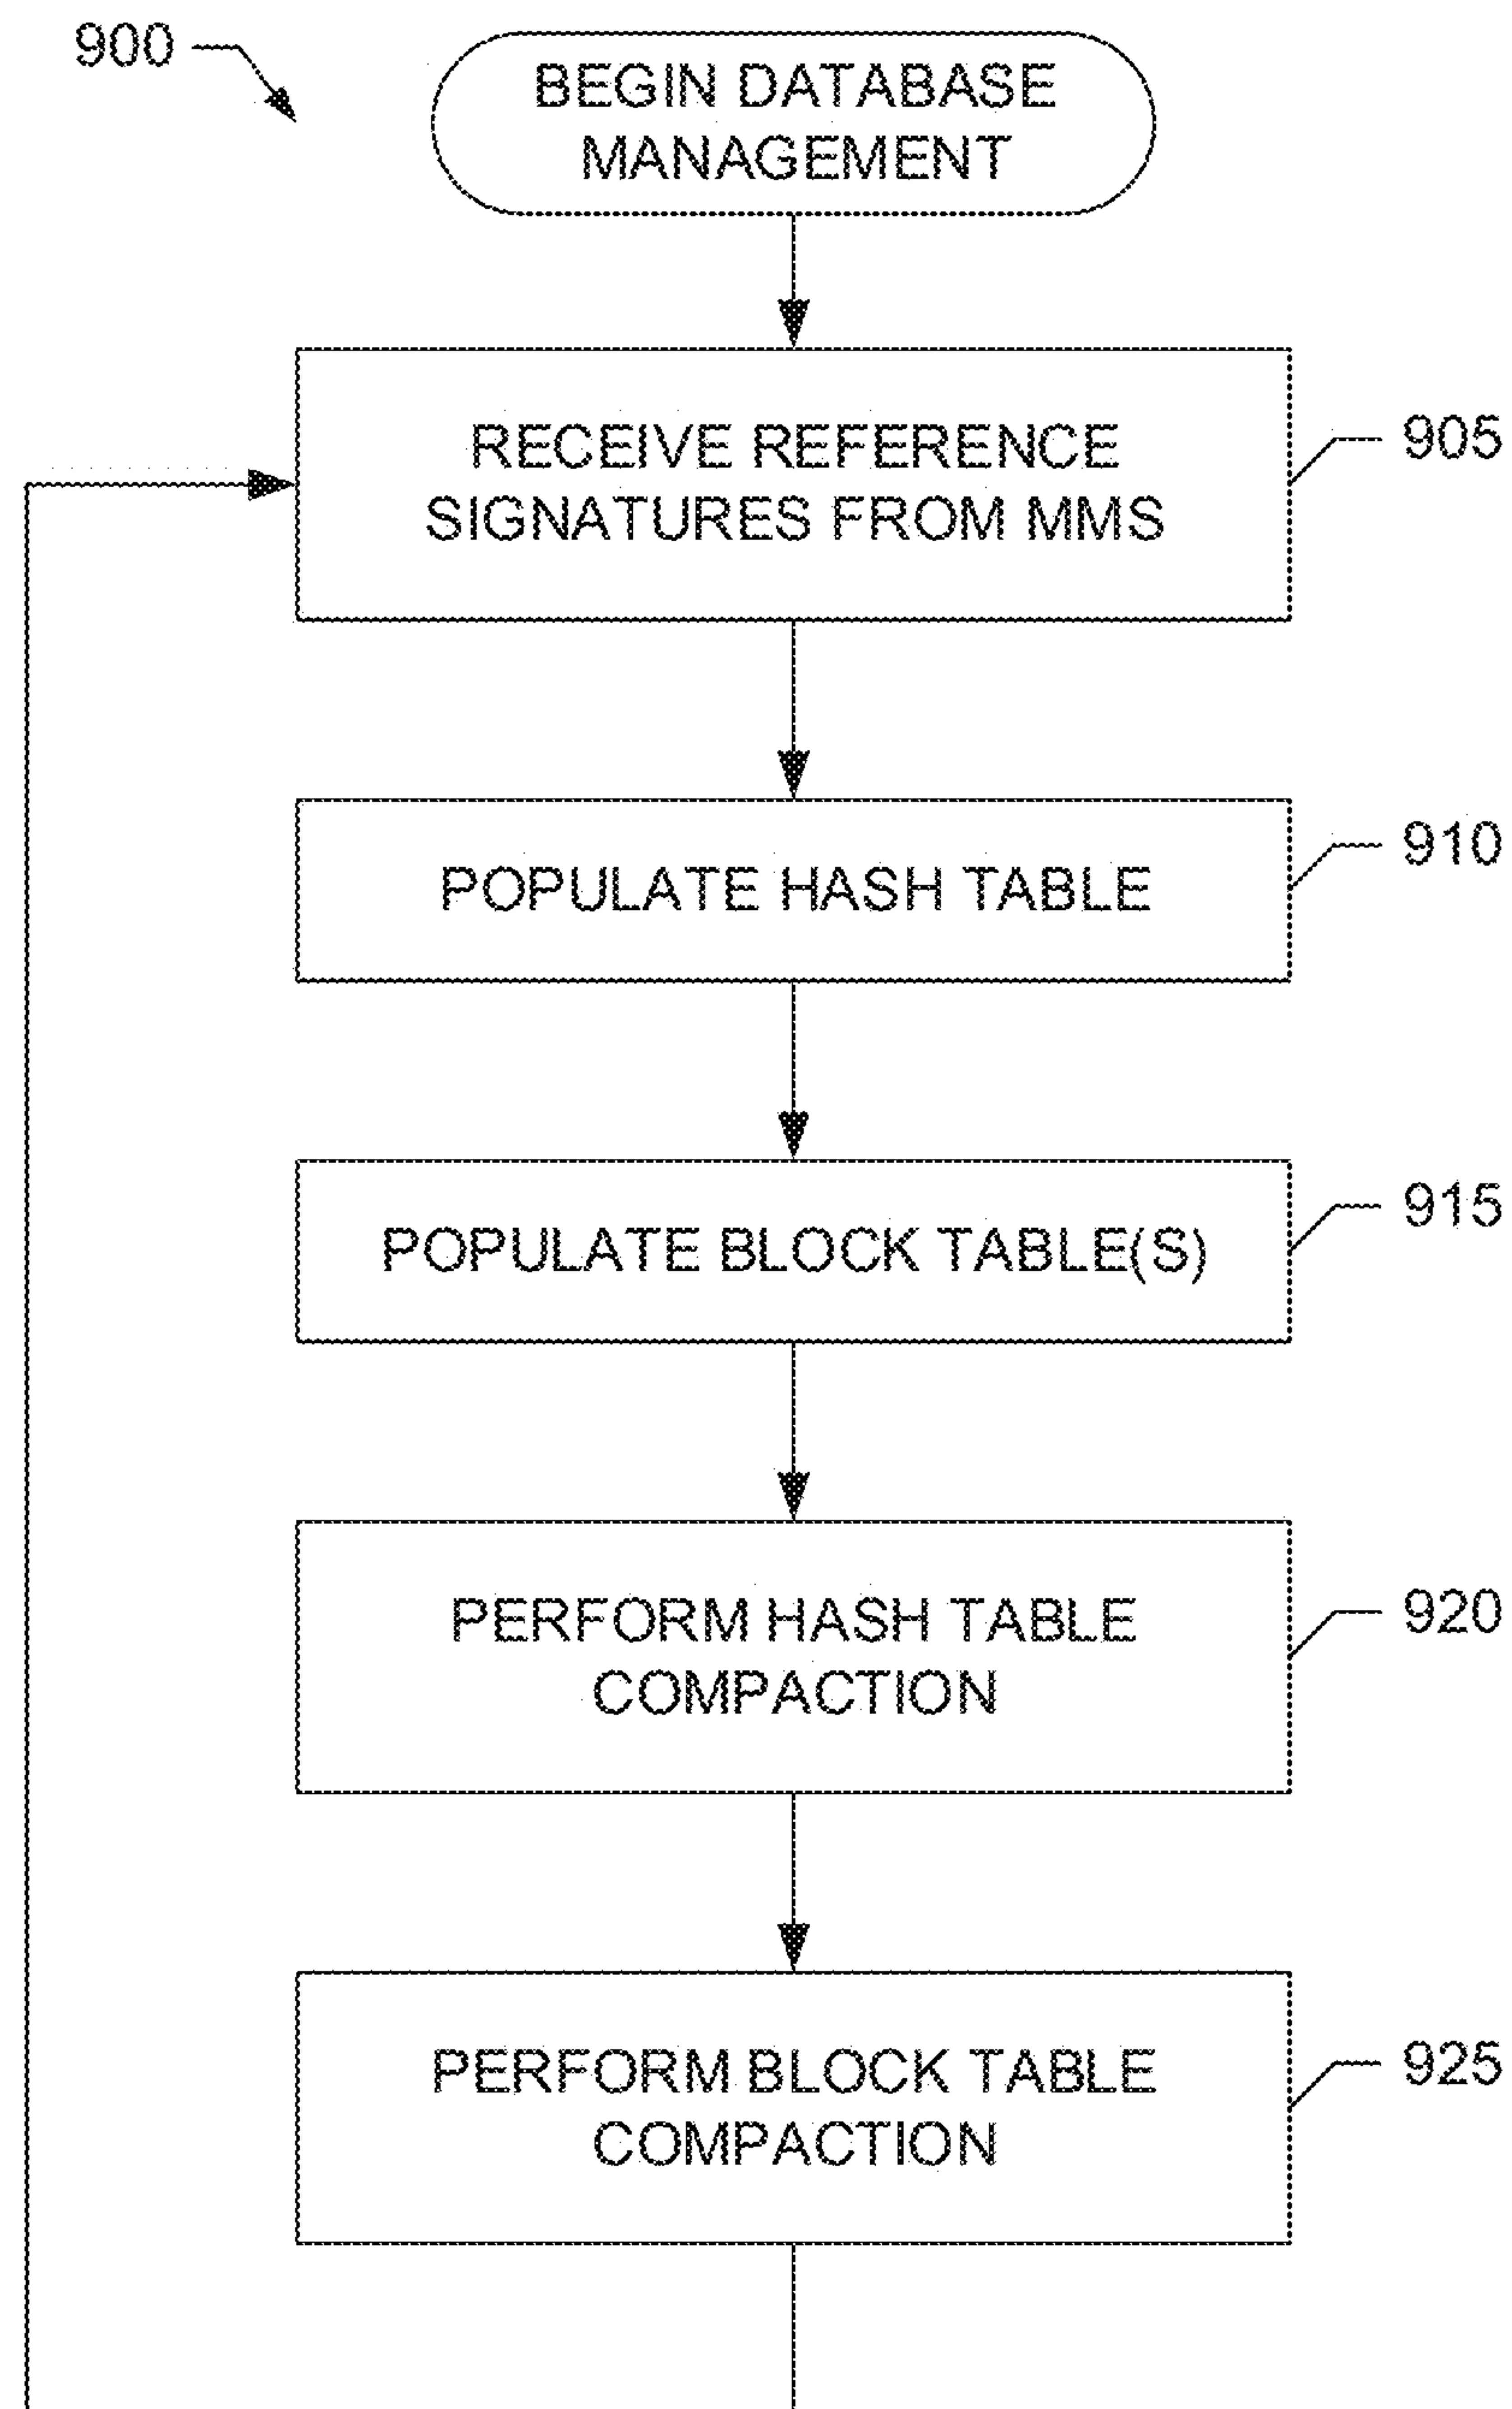 900
BEGIN DATABASE
MANAGEMENT
RECEIVE REFERENCE
SIGNATURES FROM MMS
905
POPULATE HASH TABLE
910
POPULATE BLOCK TABLE(S)
915
PERFORM HASH TABLE
COMPACTION
920
PERFORM BLOCK TABLE
COMPACTION
925